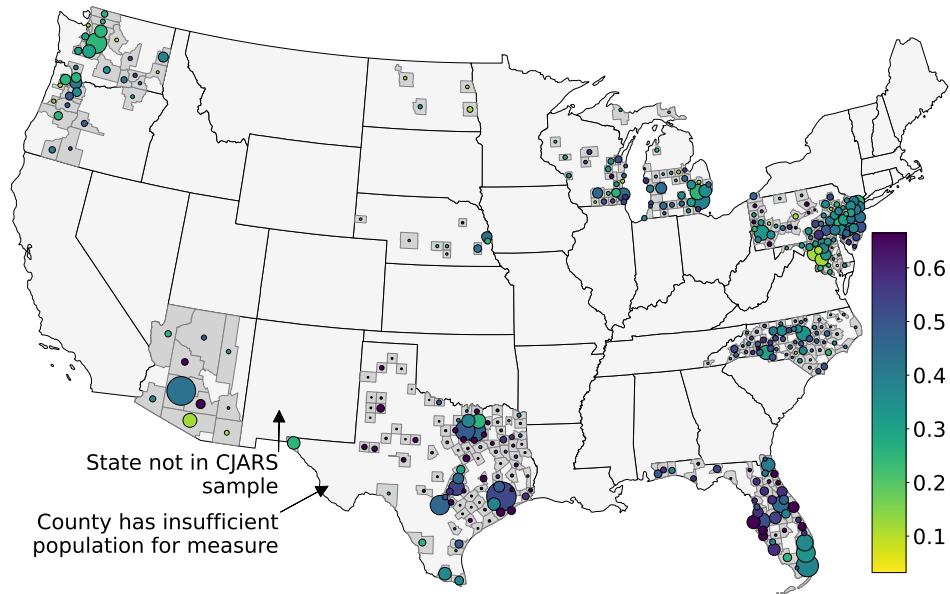 State not in CJARS
sample
County has insufficient
population for measure
0.6
0.5
0.4
0.3
0.2
0.1